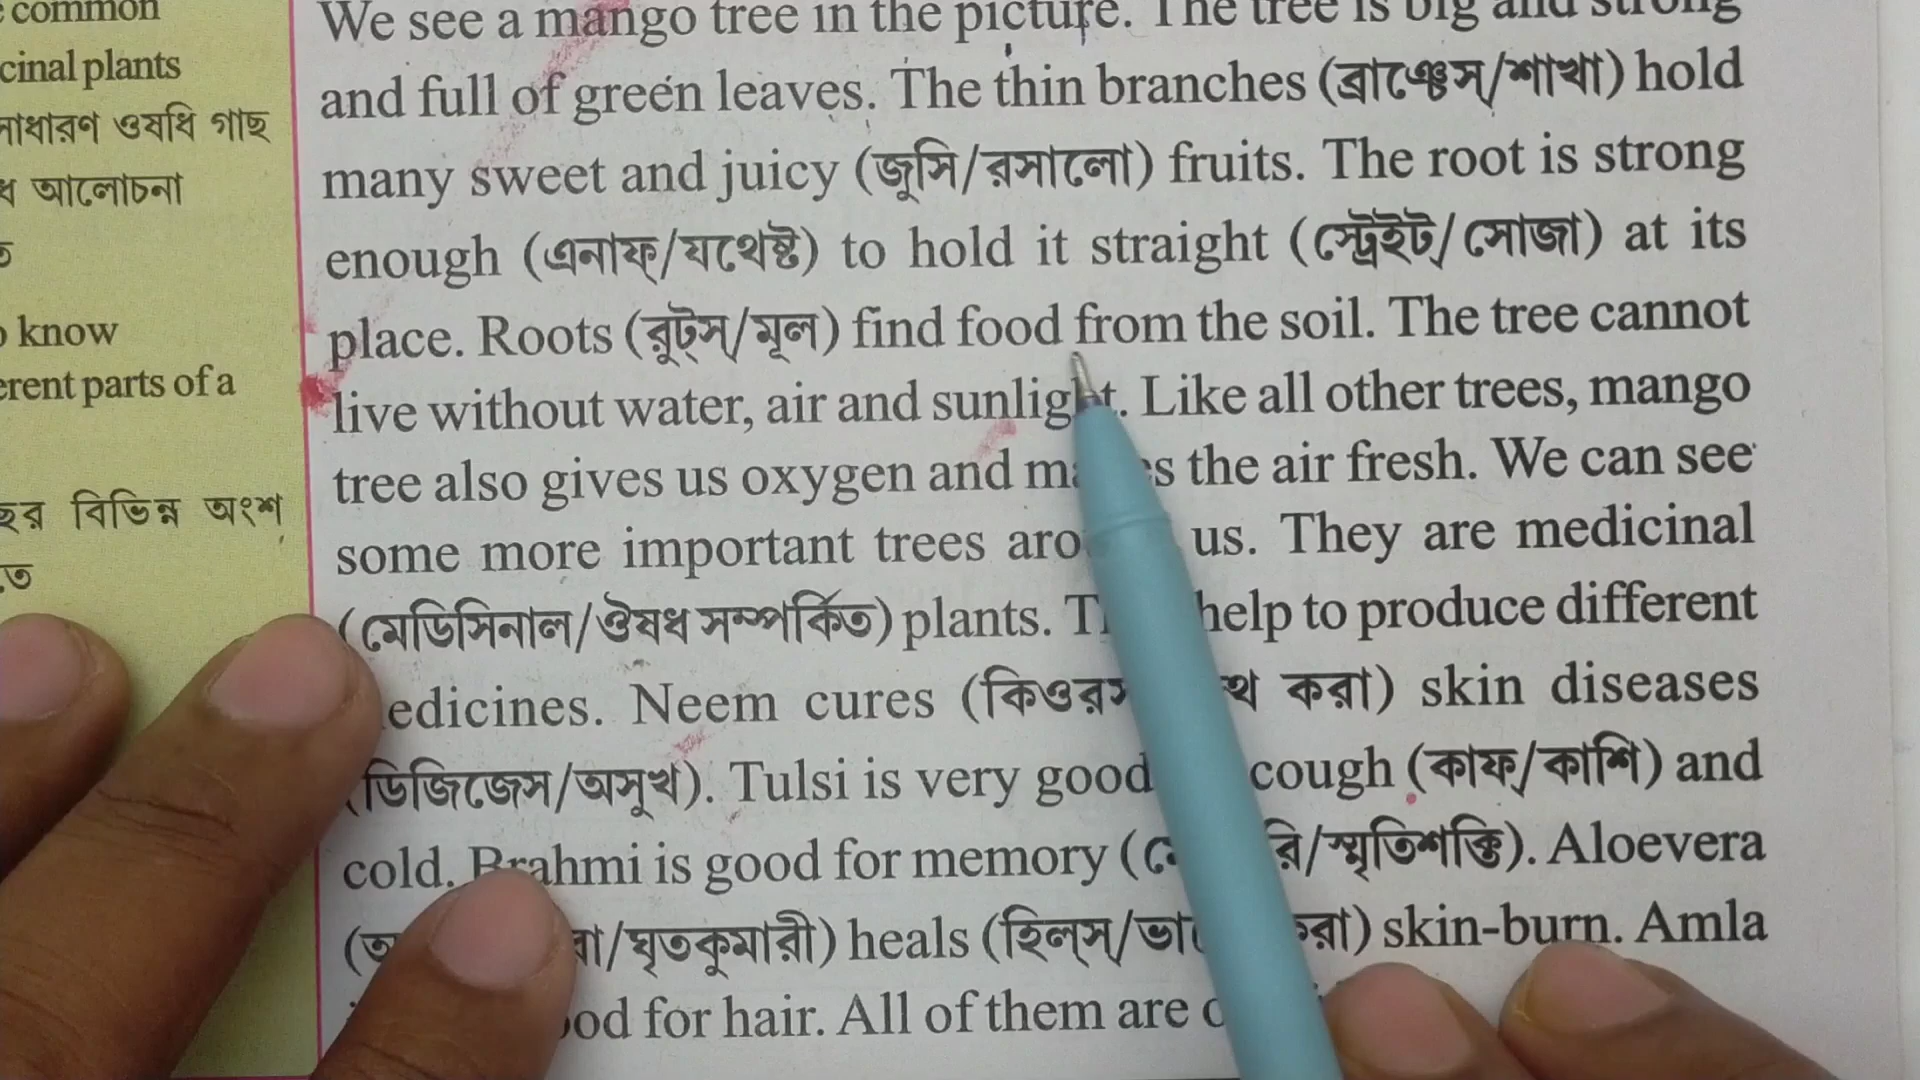 common
cinal plants
সাধারণ ওষধি গাছ
আলোচনা
know
erent parts of a
বিভিন্ন অংশ
We see a mango tree in the picture. The tree is big and strong
and full of green leaves. The thin branches (ব্রাঞ্চেস্/শাখা) hold
many sweet and juicy (জুসি/রসালো) fruits. The root is strong
enough (এনাফ্/যথেষ্ট) to hold it straight (স্ট্রেইট্/সোজা) at its
place. Roots (রুট্স্/মূল) find food from the soil. The tree cannot
live without water, air and sunlight. Like all other trees, mango
tree also gives us oxygen and the air fresh. We can see
some more important trees us. They are medicinal
(মেডিসিনাল/ঔষধ সম্পর্কিত) plants. help to produce different
edicines. Neem cures করা) skin diseases
(ডিজিজেস/অসুখ). Tulsi is very good cough (কাফ্/কাশি) and
cold. Brahmi is good for memory স্মৃতিশক্তি). Aloevera
ঘৃতকুমারী) heals (হিল্স্/ skin-burn. Amla
for hair. All of them are